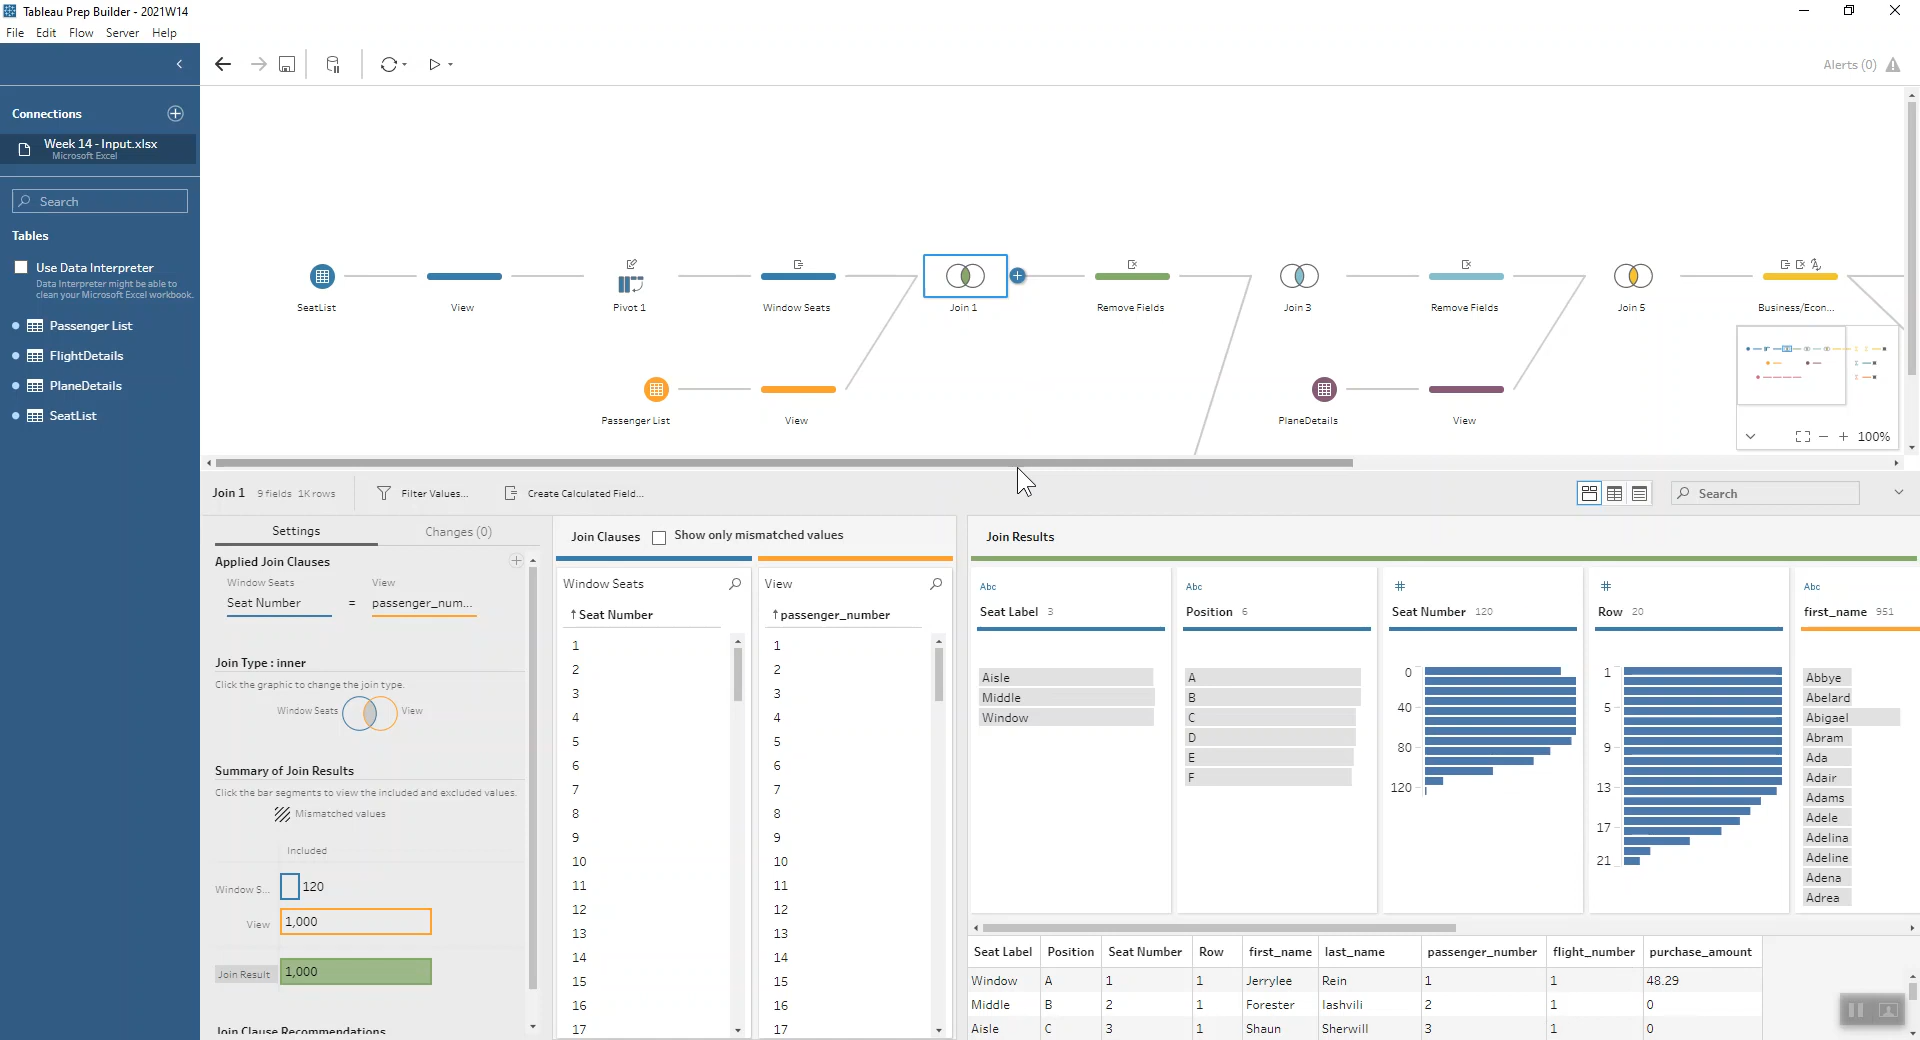 Tableau Prep Builder - 2021W14
File Edit Flow Server Help
Alerts (0)
Connections
Week 14 - Input.xlsx
Microsoft Excel
Search
Tables
Use Data Interpreter
Data Interpreter might be able to
clean your Microsoft Excel workbook.
Passenger List
FlightDetails
PlaneDetails
SeatList
SeatList View Pivot 1 Window Seats Join 1 Remove Fields Join 3 Remove Fields Join 5 Business/Econ...
Passenger List View PlaneDetails View
100%
Join 1 9 fields 1K rows Filter Values... Create Calculated Field... Search
Settings Changes (0)
Applied Join Clauses
Window Seats View
Seat Number = passenger_num...
Join Type : inner
Click the graphic to change the join type.
Window Seats View
Summary of Join Results
Click the bar segments to view the included and excluded values.
Mismatched values
Included
Window S... 120
View 1,000
Join Result 1,000
Join Clause Recommendations
Join Clauses Show only mismatched values
Window Seats View
Seat Number passenger_number
1 1
2 2
3 3
4 4
5 5
6 6
7 7
8 8
9 9
10 10
11 11
12 12
13 13
14 14
15 15
16 16
17 17
Join Results
Abc Abc # # Abc
Seat Label 3 Position 6 Seat Number 120 Row 20 first_name 951
Aisle
Middle
Window
A
B
C
D
E
F
0
40
80
120
1
5
9
13
17
21
Abbye
Abelard
Abigael
Abram
Ada
Adair
Adams
Adele
Adelina
Adeline
Adena
Adrea
Seat Label Position Seat Number Row first_name last_name passenger_number flight_number purchase_amount
Window A 1 1 Jerrylee Rein 1 1 48.29
Middle B 2 1 Forester Iashvili 2 1 0
Aisle C 3 1 Shaun Sherwill 3 1 0